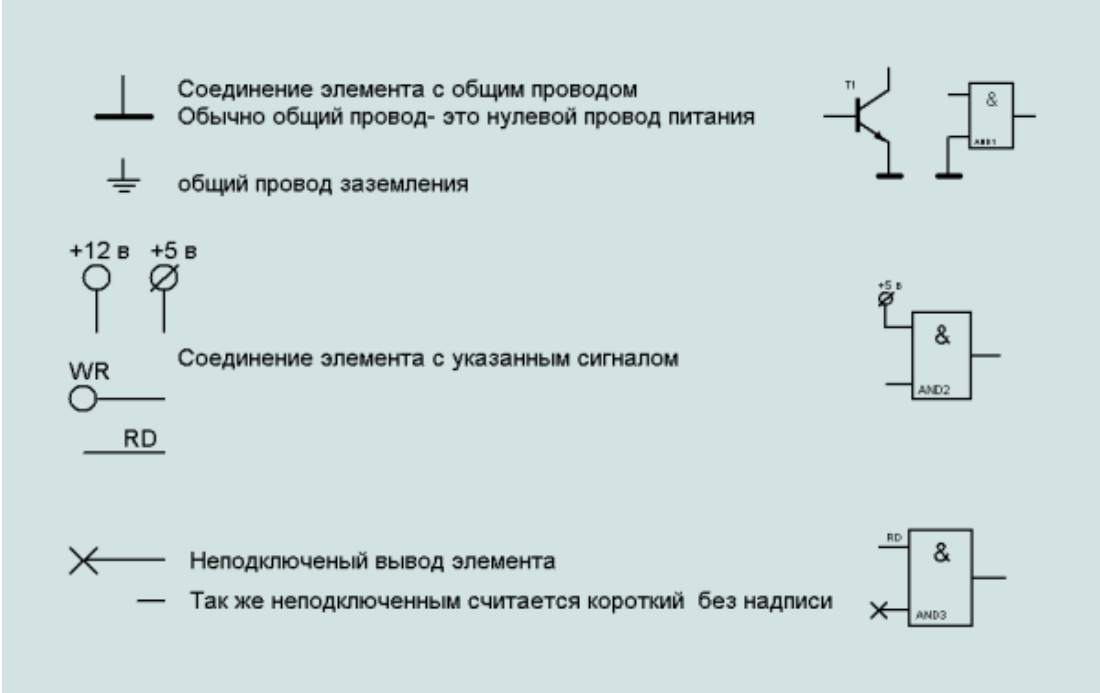 Соединение элемента с общим проводом
Обычно общий провод- это нулевой провод питания
T1
&
AND1
общий провод заземления
+12 в +5 в
+5 в
&
Соединение элемента с указанным сигналом
WR
AND2
RD
Неподключеный вывод элемента
RD
&
Так же неподключенным считается короткий без надписи
AND3